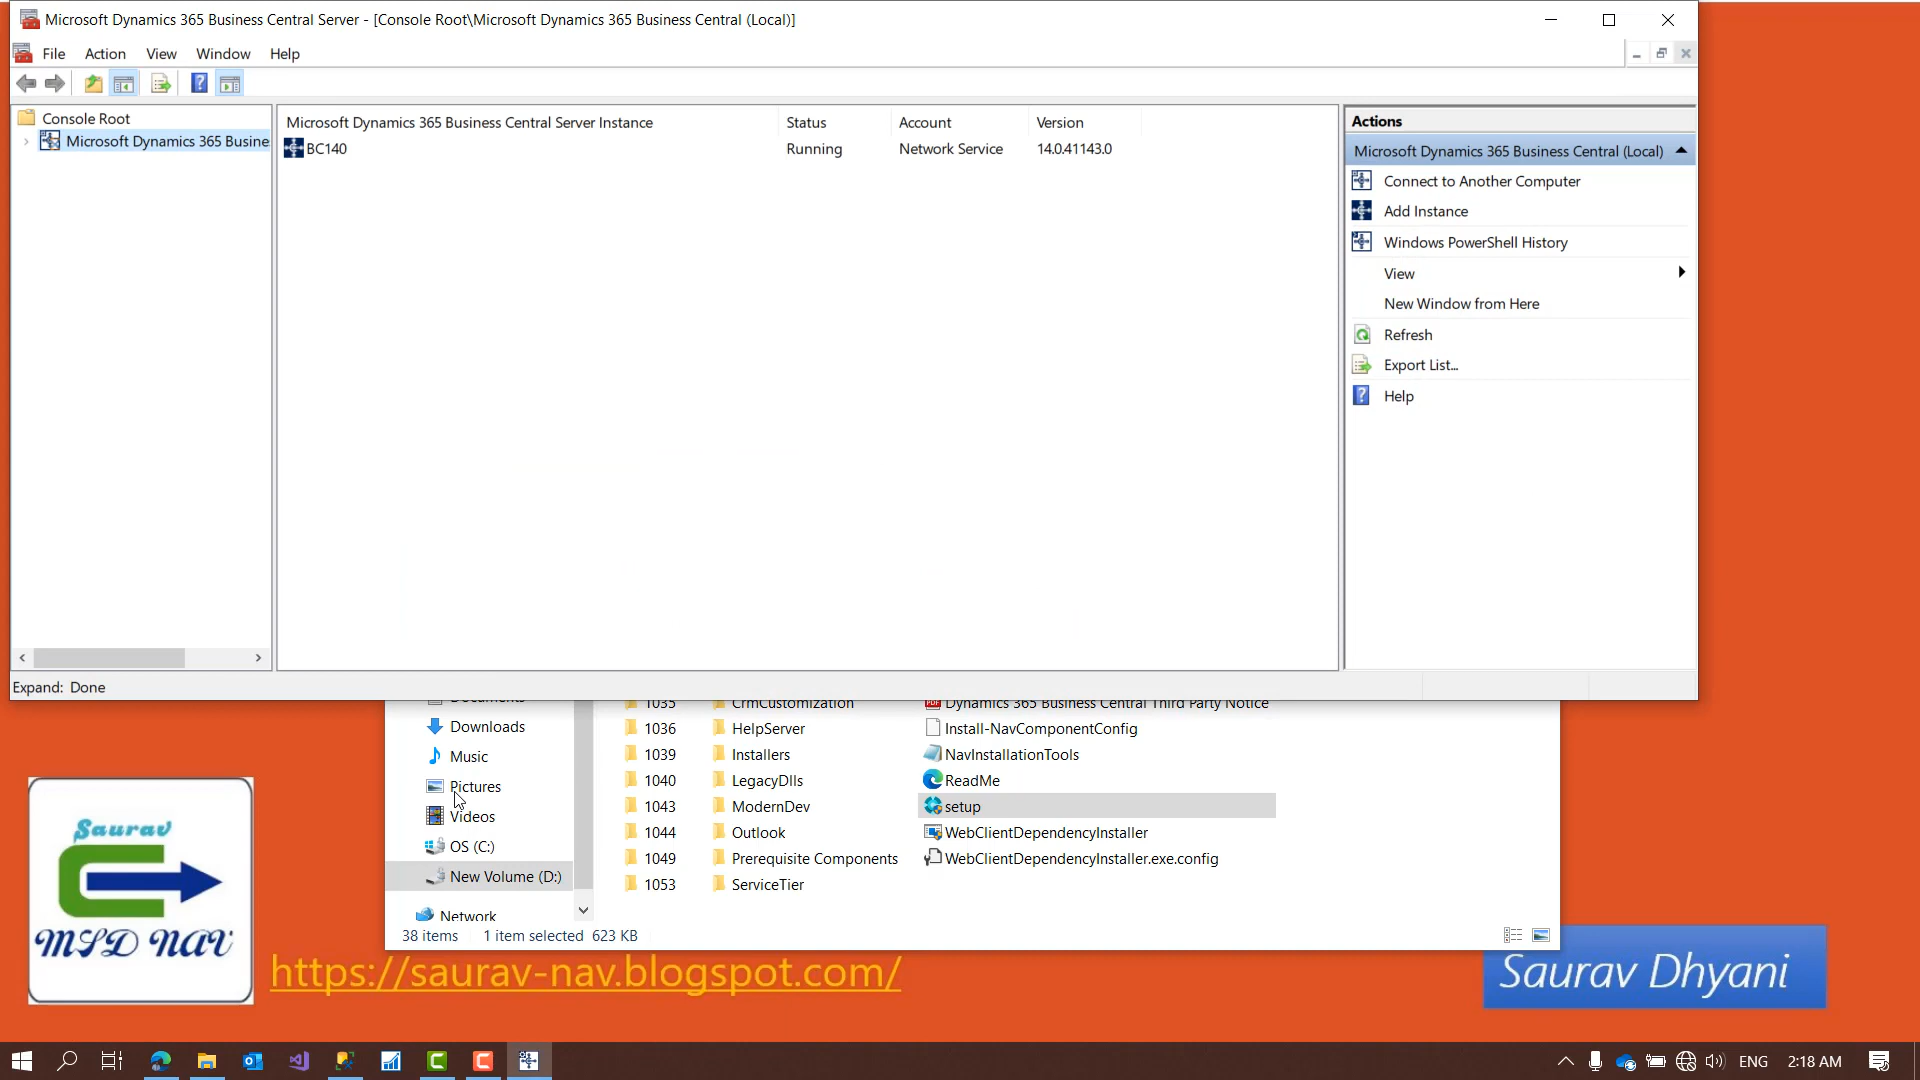 Microsoft Dynamics 365 Business Central Server - [Console Root\Microsoft Dynamics 365 Business Central (Local)]
File Action View Window Help
Console Root
Microsoft Dynamics 365 Busine
Microsoft Dynamics 365 Business Central Server Instance Status Account Version
BC140 Running Network Service 14.0.41143.0
Actions
Microsoft Dynamics 365 Business Central (Local)
Connect to Another Computer
Add Instance
Windows PowerShell History
View
New Window from Here
Refresh
Export List...
Help
Expand: Done
Documents
Downloads
Music
Pictures
Videos
OS (C:)
New Volume (D:)
Network
1035 CrmCustomization Dynamics 365 Business Central Third Party Notice
1036 HelpServer Install-NavComponentConfig
1039 Installers NavInstallationTools
1040 LegacyDlls ReadMe
1043 ModernDev setup
1044 Outlook WebClientDependencyInstaller
1049 Prerequisite Components WebClientDependencyInstaller.exe.config
1053 ServiceTier
38 items 1 item selected 623 KB
Saurav
MSD NAV
https://saurav-nav.blogspot.com/
Saurav Dhyani
ENG 2:18 AM